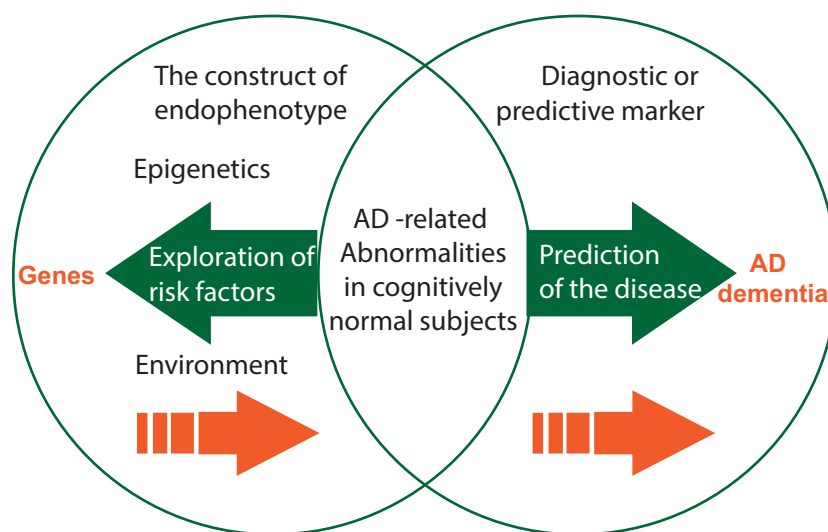 The construct of
endophenotype
Diagnostic or
predictive marker
Epigenetics
Genes
Exploration of
risk factors
AD -related
Abnormalities
in cognitively
normal subjects
Prediction
of the disease
AD
dementia
Environment